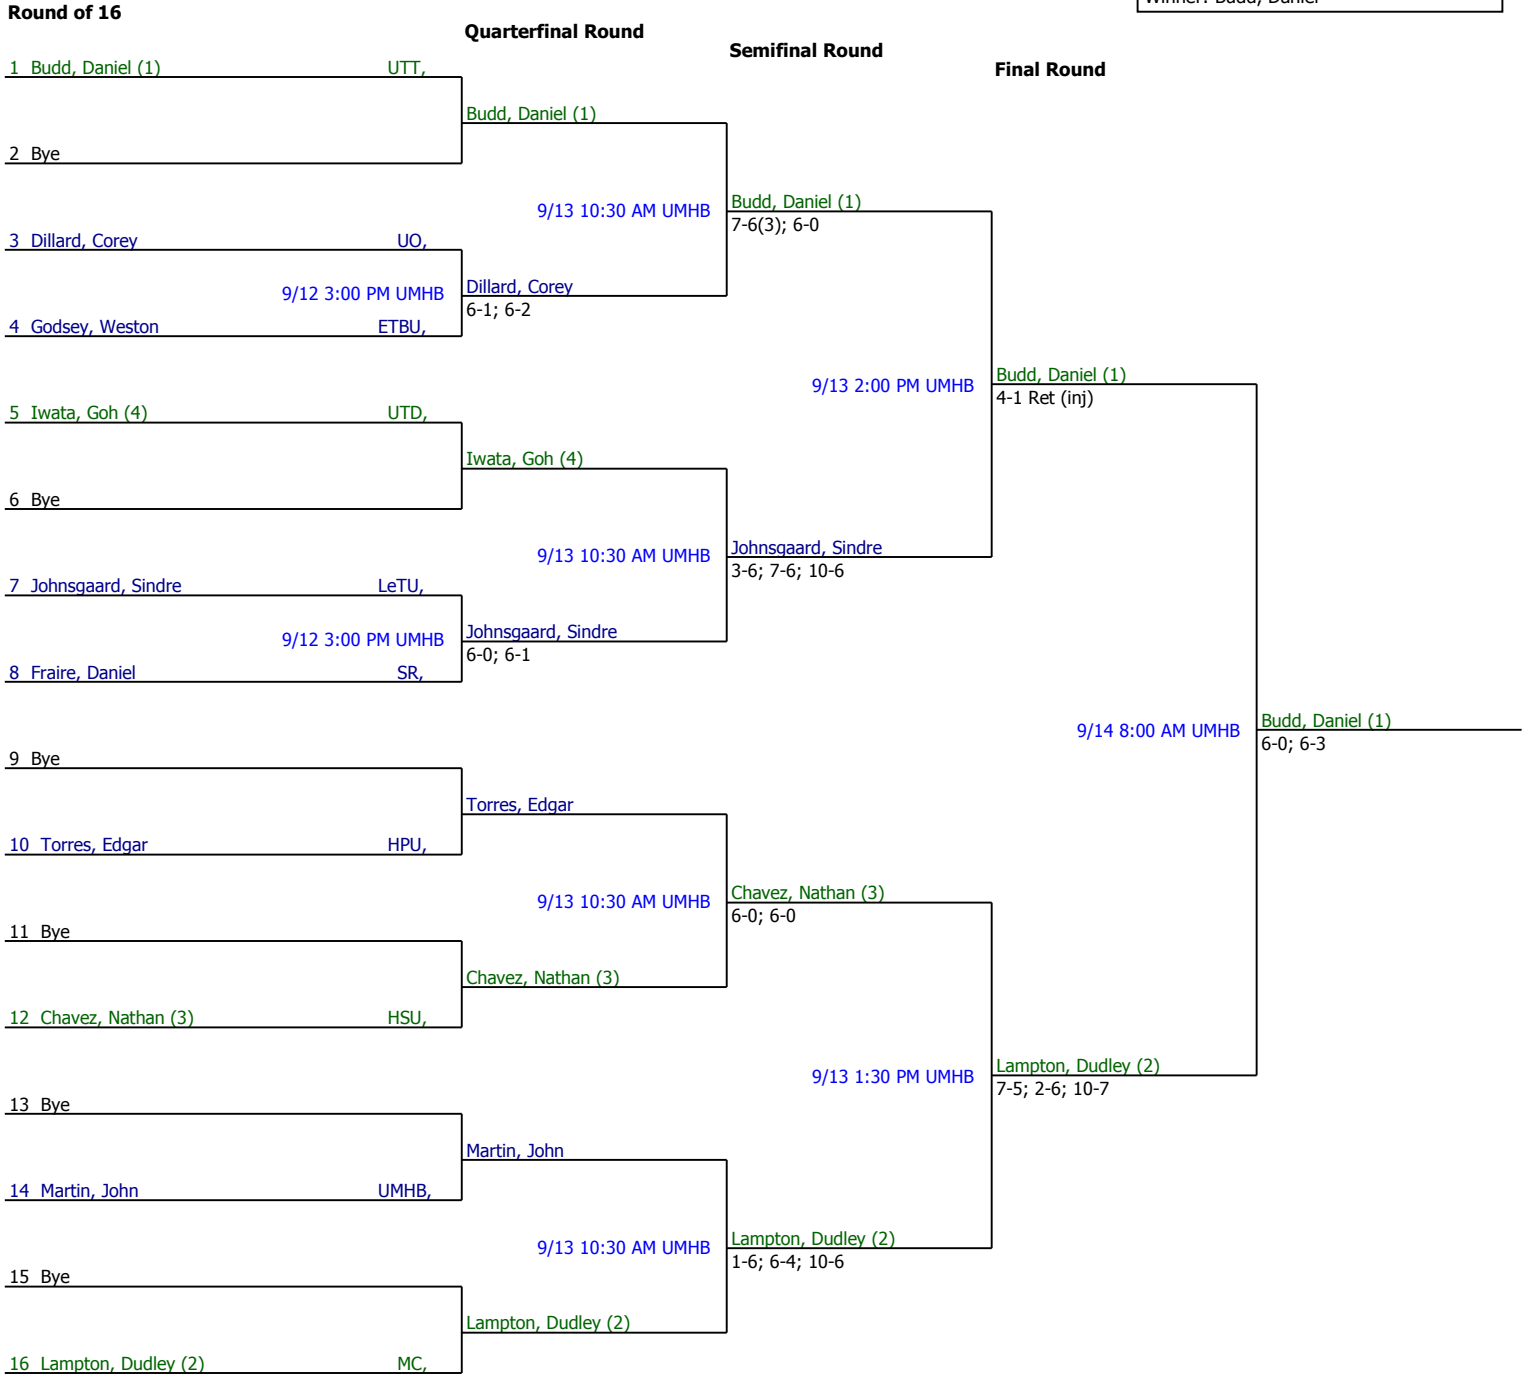 Winner: Budd, Daniel
Round of 16
Quarterfinal Round
Semifinal Round
Final Round
1 Budd, Daniel (1) UTT,
Budd, Daniel (1)
2 Bye
9/13 10:30 AM UMHB
Budd, Daniel (1)
7-6(3); 6-0
3 Dillard, Corey UO,
9/12 3:00 PM UMHB
Dillard, Corey
6-1; 6-2
4 Godsey, Weston ETBU,
9/13 2:00 PM UMHB
Budd, Daniel (1)
4-1 Ret (inj)
5 Iwata, Goh (4) UTD,
Iwata, Goh (4)
6 Bye
9/13 10:30 AM UMHB
Johnsgaard, Sindre
3-6; 7-6; 10-6
7 Johnsgaard, Sindre LeTU,
9/12 3:00 PM UMHB
Johnsgaard, Sindre
6-0; 6-1
8 Fraire, Daniel SR,
9/14 8:00 AM UMHB
Budd, Daniel (1)
6-0; 6-3
9 Bye
Torres, Edgar
10 Torres, Edgar HPU,
9/13 10:30 AM UMHB
Chavez, Nathan (3)
6-0; 6-0
11 Bye
Chavez, Nathan (3)
12 Chavez, Nathan (3) HSU,
9/13 1:30 PM UMHB
Lampton, Dudley (2)
7-5; 2-6; 10-7
13 Bye
Martin, John
14 Martin, John UMHB,
9/13 10:30 AM UMHB
Lampton, Dudley (2)
1-6; 6-4; 10-6
15 Bye
Lampton, Dudley (2)
16 Lampton, Dudley (2) MC,